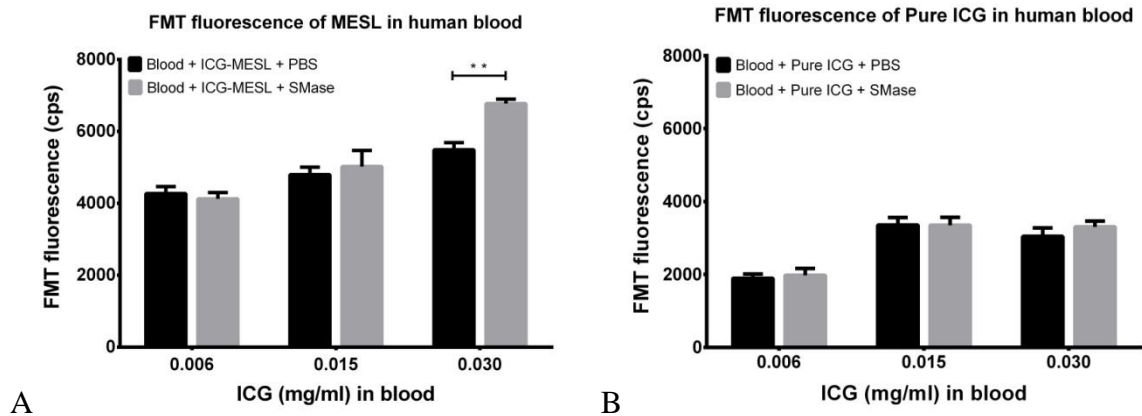 FMT fluorescence of MESL in human blood
8000
6000
4000
2000
0
FMT fluorescence (cps)
Blood + ICG-MESL + PBS
Blood + ICG-MESL + SMase
**
0.006 0.015 0.030
ICG (mg/ml) in blood
A
FMT fluorescence of Pure ICG in human blood
8000
6000
4000
2000
0
FMT fluorescence (cps)
Blood + Pure ICG + PBS
Blood + Pure ICG + SMase
0.006 0.015 0.030
ICG (mg/ml) in blood
B